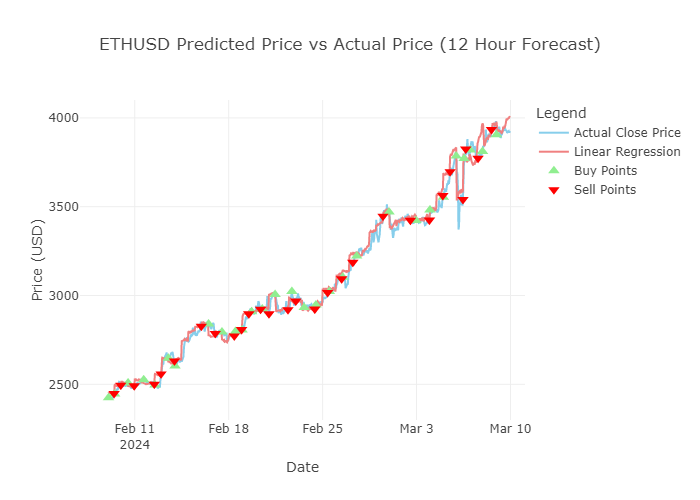 ETHUSD Predicted Price vs Actual Price (12 Hour Forecast)
Legend
Actual Close Price
Linear Regression
Buy Points
Sell Points
Price (USD)
4000
3500
3000
2500
Feb 11
2024
Feb 18
Feb 25
Mar 3
Mar 10
Date